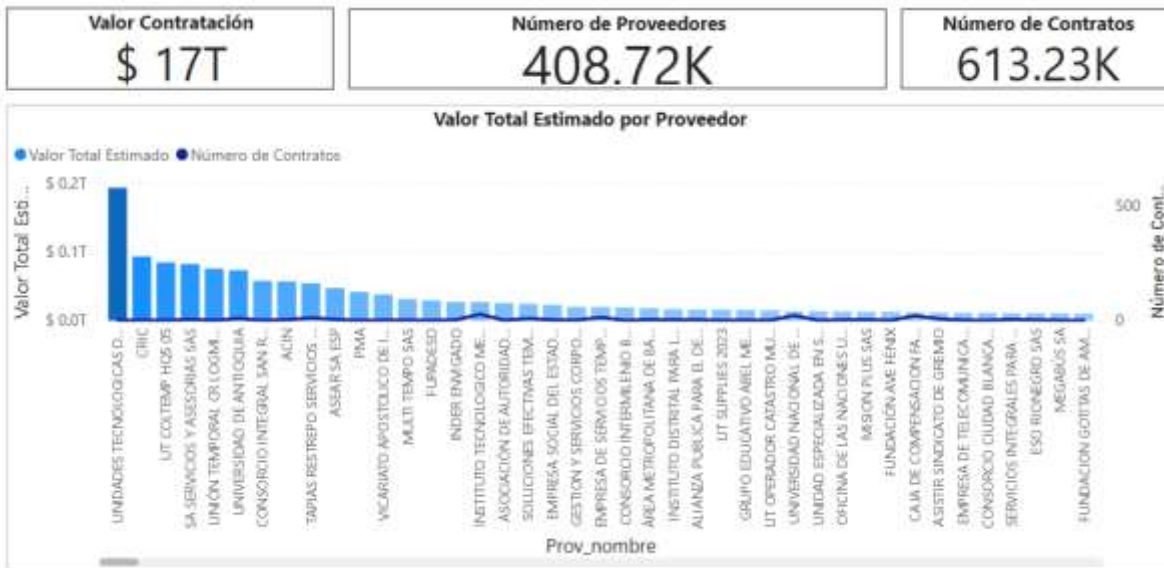 Valor Contratación
$ 17T
Número de Proveedores
408.72K
Número de Contratos
613.23K
Valor Total Estimado por Proveedor
Valor Total Estimado
Número de Contratos
Valor Total Esti...
$ 0.2T
$ 0.1T
$ 0.0T
500
0
Número de Cont...
UNIDADES TECNOLOGICAS D...
CRIC
UT COLTEMP HQ5 05
SA SERVICIOS Y ASESORIAS SAS
UNIÓN TEMPORAL CR LOGMI...
UNIVERSIDAD DE ANTIOQUIA
CONSORCIO INTEGRAL SAN R...
ACIN
TAPIAS RESTREPO SERVICIOS ...
ASEAR SA ESP
PMA
VICARIATO APOSTOLICO DE I...
MULTI TEMPO SAS
FUPADESO
INDER ENVIGADO
INSTITUTO TECNOLOGICO ME...
ASOCIACION DE AUTORIDAD...
SOLUCIONES EFECTIVAS TEM...
EMPRESA SOCIAL DEL ESTAD...
GESTION Y SERVICIOS CORPO...
EMPRESA DE SERVICIOS TEMP...
CONSORCIO INTERMILENIO B...
ÁREA METROPOLITANA DE BA...
INSTITUTO DISTRITAL PARA L...
ALIANZA PUBLICA PARA EL DE...
UT SUPPLIES 2023
GRUPO EDUCATIVO ABEL ME...
UT OPERADOR CATASTRO MU...
UNIVERSIDAD NACIONAL DE ...
UNIDAD ESPECIALIZADA EN S...
OFICINA DE LAS NACIONES U...
MISION PLUS SAS
FUNDACIÓN AVE FÉNIX
CAJA DE COMPENSACION FA...
ASISTIR SINDICATO DE GREMIO
EMPRESA DE TELECOMUNICA...
CONSORCIO CIUDAD BLANCA...
SERVICIOS INTEGRALES PARA ...
ESO RIONEGRO SAS
MEGABÚS SA
FUNDACION GOTITAS DE AM...
Prov_nombre